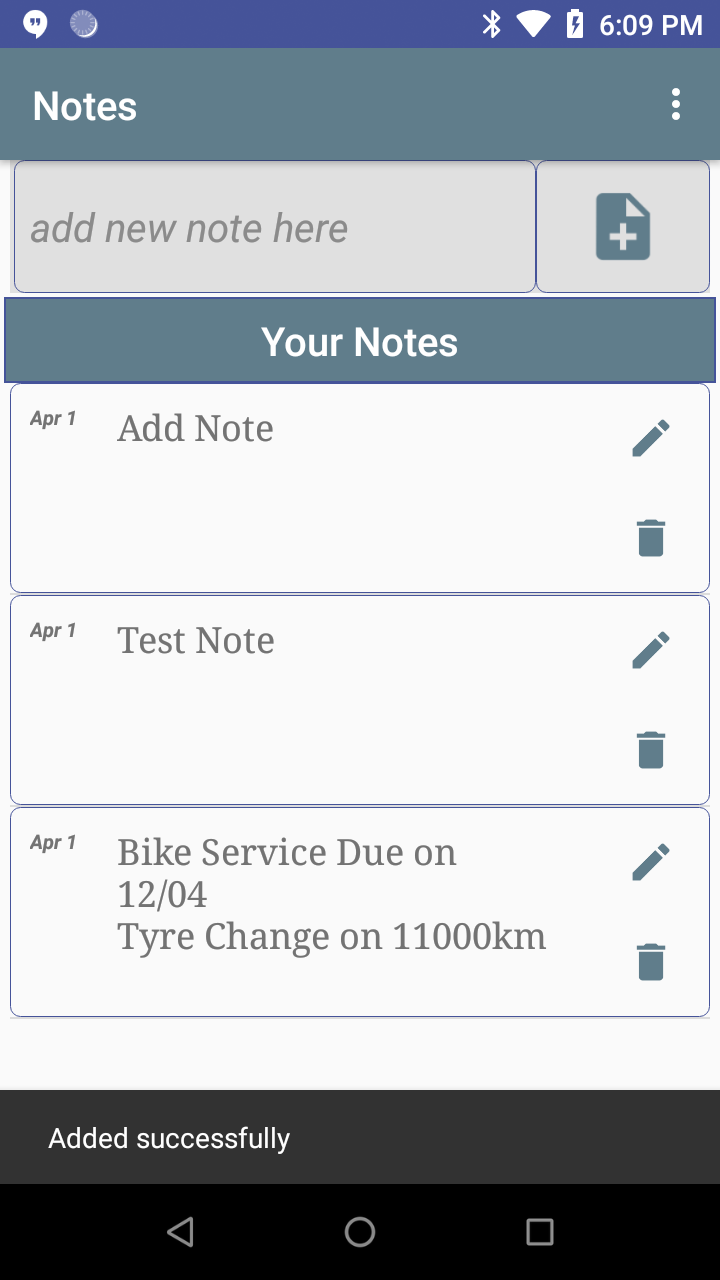 6:09 PM
Notes
add new note here
Your Notes
Apr 1
Add Note
Apr 1
Test Note
Apr 1
Bike Service Due on
12/04
Tyre Change on 11000km
Added successfully